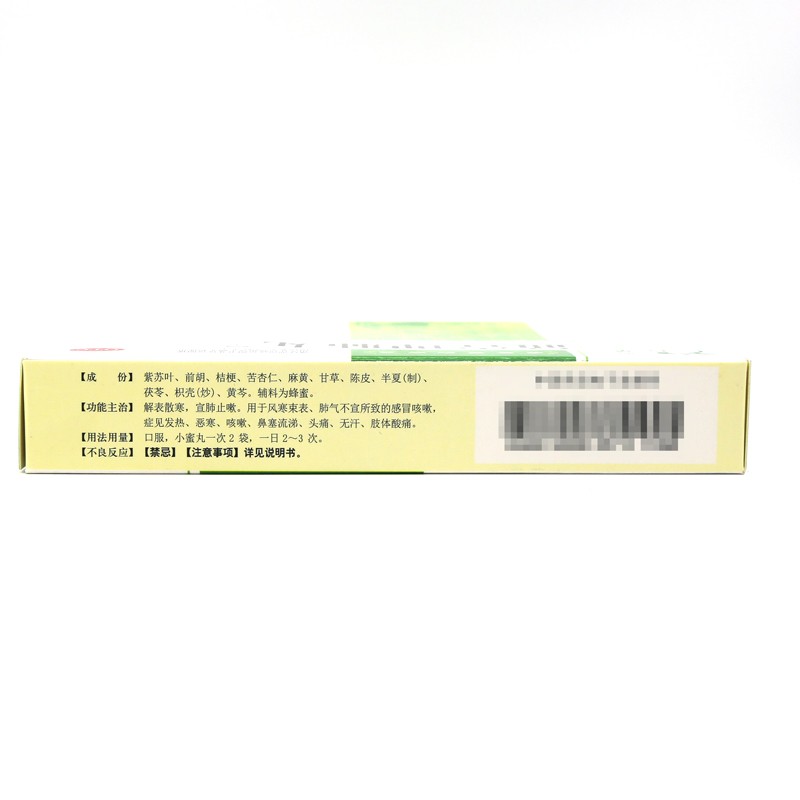 【成　份】 紫苏叶、前胡、桔梗、苦杏仁、麻黄、甘草、陈皮、半夏(制)、
茯苓、枳壳(炒)、黄芩。辅料为蜂蜜。
【功能主治】 解表散寒，宣肺止嗽。用于风寒束表、肺气不宣所致的感冒咳嗽，
症见发热、恶寒、咳嗽、鼻塞流涕、头痛、无汗、肢体酸痛。
【用法用量】 口服，小蜜丸一次 2 袋，一日 2～3 次。
【不良反应】【禁忌】【注意事项】详见说明书。